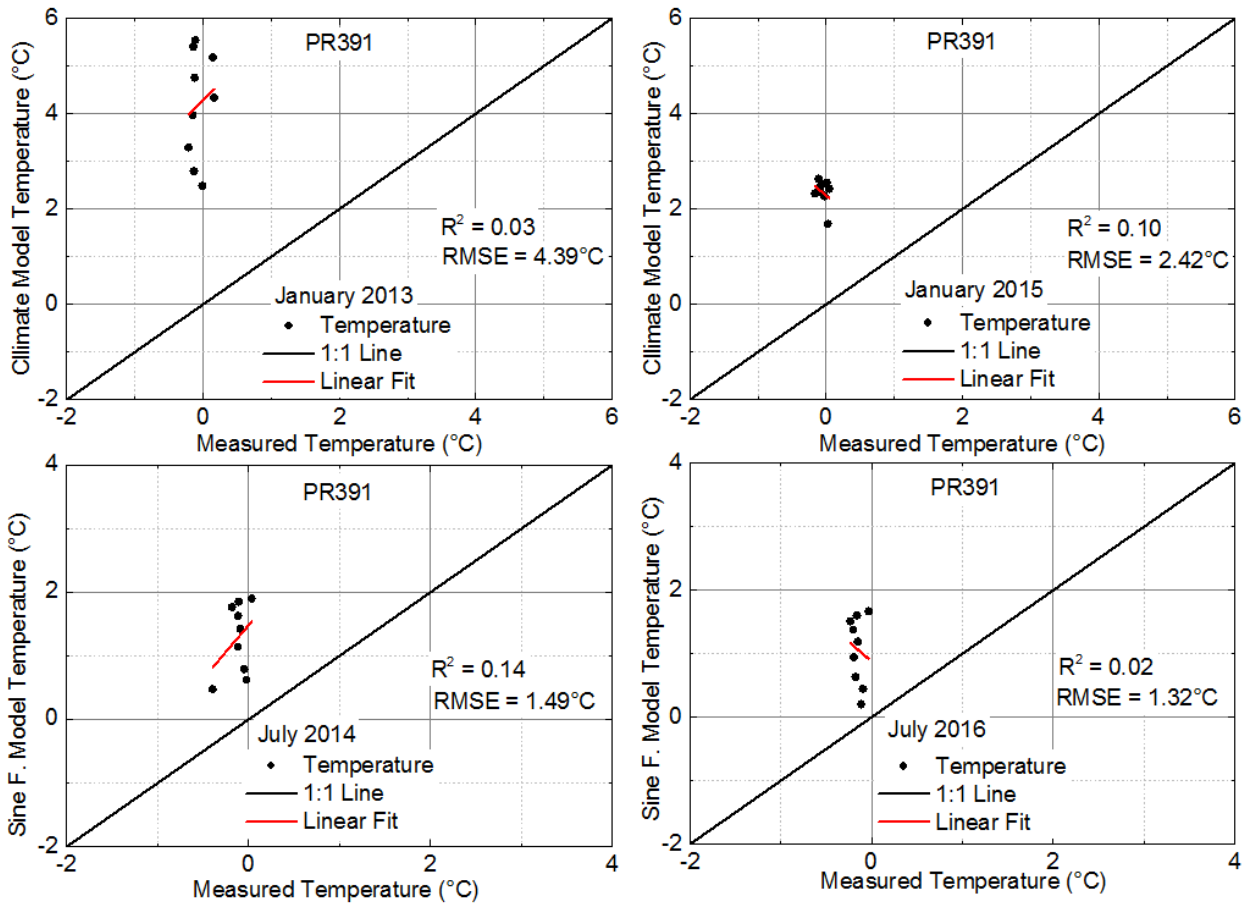 6
4
2
0
-2
Cllimate Model Temperature (°C)
PR391
R² = 0.03
RMSE = 4.39°C
January 2013
Temperature
1:1 Line
Linear Fit
-2 0 2 4 6
Measured Temperature (°C)
6
4
2
0
-2
Cllimate Model Temperature (°C)
PR391
R² = 0.10
RMSE = 2.42°C
January 2015
Temperature
1:1 Line
Linear Fit
-2 0 2 4 6
Measured Temperature (°C)
4
2
0
-2
Sine F. Model Temperature (°C)
PR391
R² = 0.14
RMSE = 1.49°C
July 2014
Temperature
1:1 Line
Linear Fit
-2 0 2 4
Measured Temperature (°C)
4
2
0
-2
Sine F. Model Temperature (°C)
PR391
R² = 0.02
RMSE = 1.32°C
July 2016
Temperature
1:1 Line
Linear Fit
-2 0 2 4
Measured Temperature (°C)